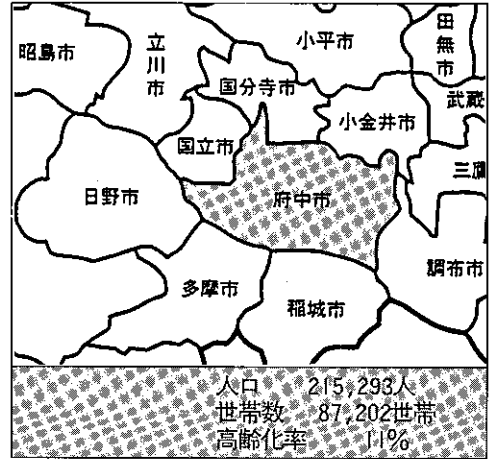 昭島市
立川市
小平市
田無市
国分寺市
武蔵
小金井市
国立市
三鷹
日野市
府中市
調布市
多摩市
稲城市
人口 215,293人
世帯数 87,202世帯
高齢化率 11%